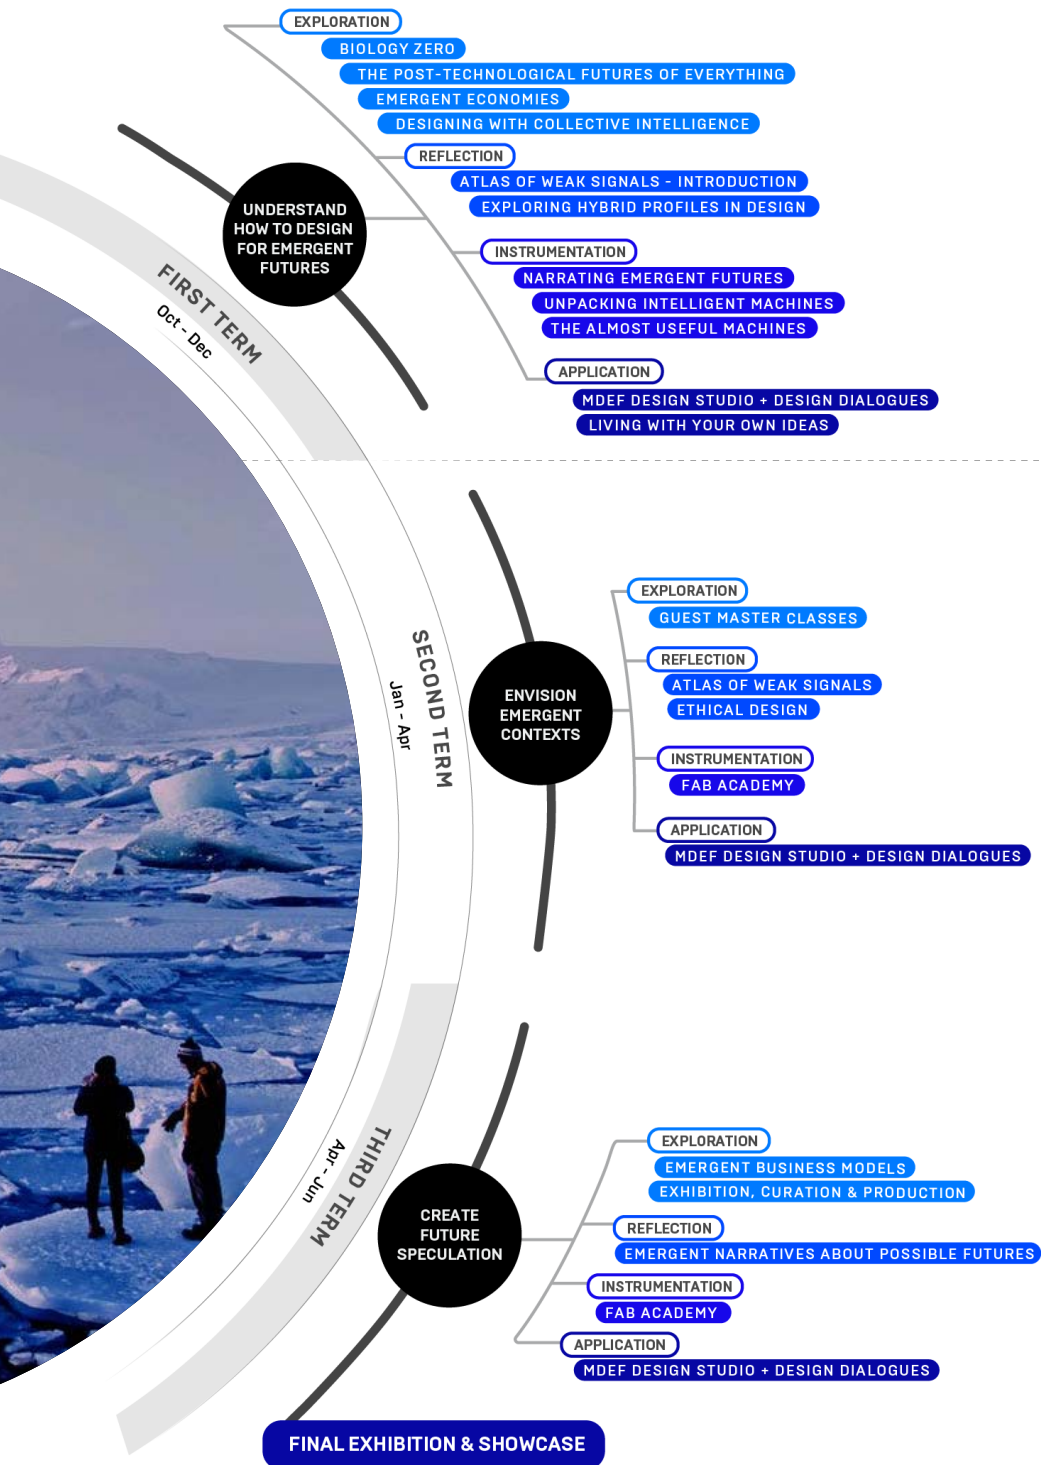 EXPLORATION
BIOLOGY ZERO
THE POST-TECHNOLOGICAL FUTURES OF EVERYTHING
EMERGENT ECONOMIES
DESIGNING WITH COLLECTIVE INTELLIGENCE
REFLECTION
ATLAS OF WEAK SIGNALS - INTRODUCTION
EXPLORING HYBRID PROFILES IN DESIGN
UNDERSTAND
HOW TO DESIGN
FOR EMERGENT
FUTURES
INSTRUMENTATION
NARRATING EMERGENT FUTURES
UNPACKING INTELLIGENT MACHINES
THE ALMOST USEFUL MACHINES
FIRST TERM
Oct - Dec
APPLICATION
MDEF DESIGN STUDIO + DESIGN DIALOGUES
LIVING WITH YOUR OWN IDEAS
SECOND TERM
Jan - Apr
ENVISION
EMERGENT
CONTEXTS
EXPLORATION
GUEST MASTER CLASSES
REFLECTION
ATLAS OF WEAK SIGNALS
ETHICAL DESIGN
INSTRUMENTATION
FAB ACADEMY
APPLICATION
MDEF DESIGN STUDIO + DESIGN DIALOGUES
THIRD TERM
Apr - Jun
CREATE
FUTURE
SPECULATION
EXPLORATION
EMERGENT BUSINESS MODELS
EXHIBITION, CURATION & PRODUCTION
REFLECTION
EMERGENT NARRATIVES ABOUT POSSIBLE FUTURES
INSTRUMENTATION
FAB ACADEMY
APPLICATION
MDEF DESIGN STUDIO + DESIGN DIALOGUES
FINAL EXHIBITION & SHOWCASE